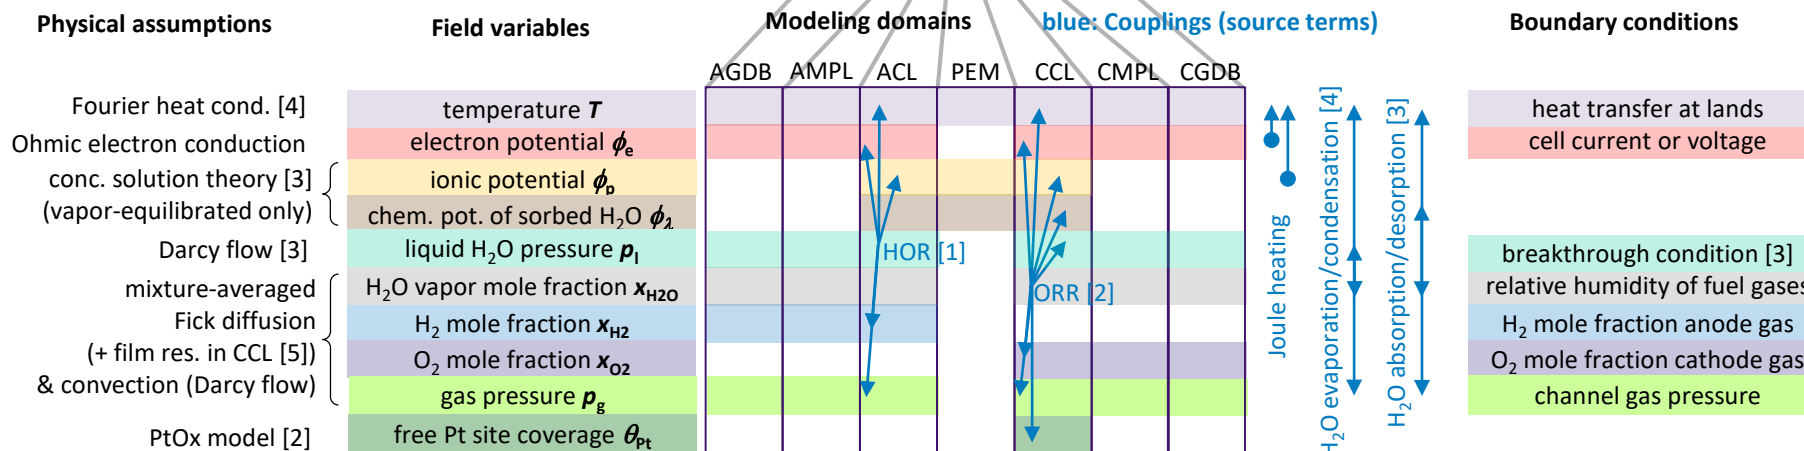 Physical assumptions Field variables Modeling domains blue: Couplings (source terms) Boundary conditions
AGDB AMPL ACL PEM CCL CMPL CGDB
Fourier heat cond. [4] temperature T heat transfer at lands
Ohmic electron conduction electron potential ϕe cell current or voltage
conc. solution theory [3] ionic potential ϕp
(vapor-equilibrated only) chem. pot. of sorbed H2O ϕλ
Darcy flow [3] liquid H2O pressure pl HOR [1] breakthrough condition [3]
mixture-averaged H2O vapor mole fraction xH2O ORR [2] relative humidity of fuel gases
Fick diffusion H2 mole fraction xH2 H2 mole fraction anode gas
(+ film res. in CCL [5]) O2 mole fraction xO2 O2 mole fraction cathode gas
& convection (Darcy flow) gas pressure pg channel gas pressure
PtOx model [2] free Pt site coverage θPt
Joule heating
H2O evaporation/condensation [4]
H2O absorption/desorption [3]